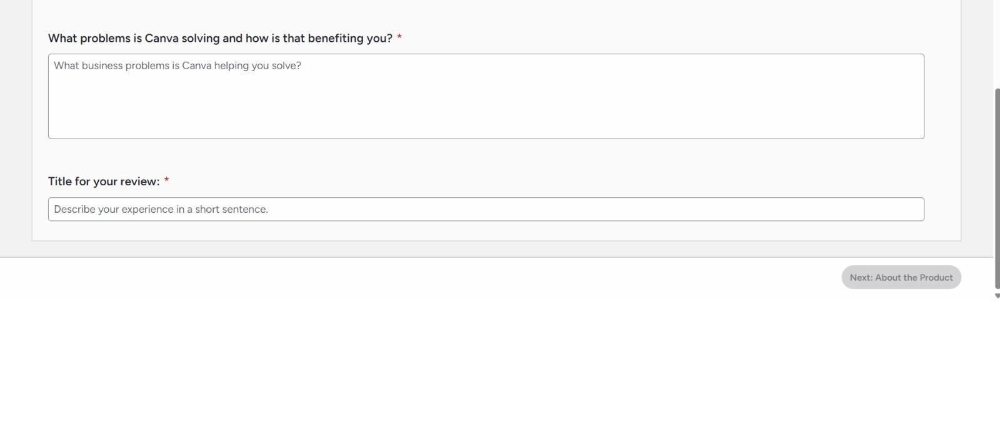 What problems is Canva solving and how is that benefiting you? *
What business problems is Canva helping you solve?
Title for your review: *
Describe your experience in a short sentence.
Next: About the Product